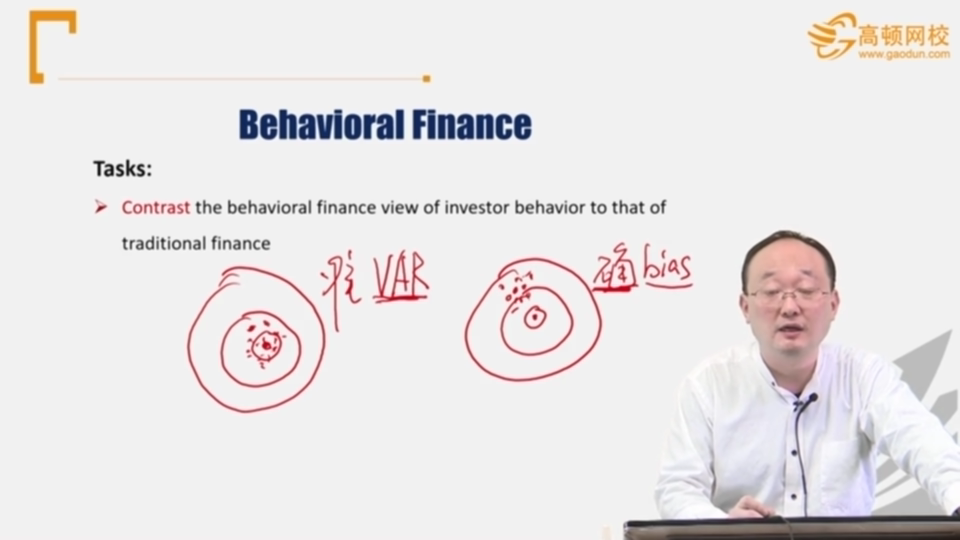 高顿网校
www.gaodun.com
Behavioral Finance
Tasks:
Contrast the behavioral finance view of investor behavior to that of
traditional finance
VAR
确 bias